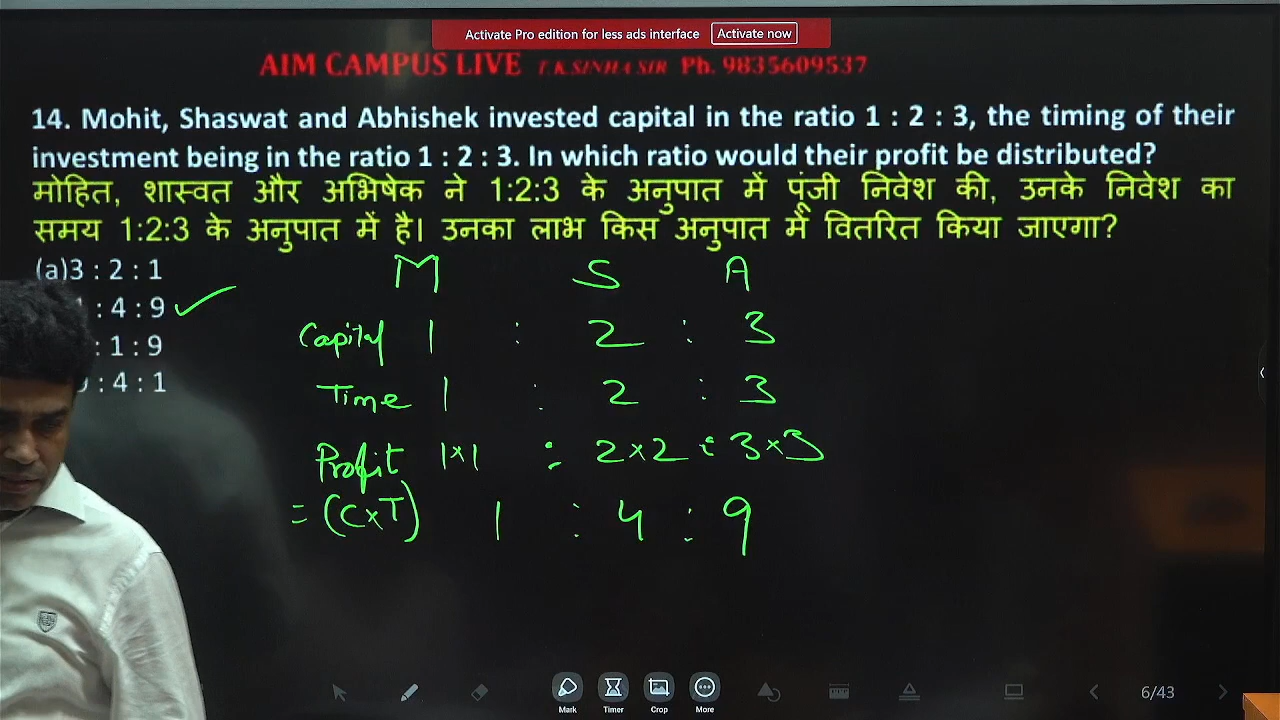 Activate Pro edition for less ads interface Activate now
AIM CAMPUS LIVE T.K.SINHA SIR Ph. 9835609537
14. Mohit, Shaswat and Abhishek invested capital in the ratio 1 : 2 : 3, the timing of their
investment being in the ratio 1 : 2 : 3. In which ratio would their profit be distributed?
मोहित, शास्वत और अभिषेक ने 1:2:3 के अनुपात में पूंजी निवेश की, उनके निवेश का
समय 1:2:3 के अनुपात में है। उनका लाभ किस अनुपात में वितरित किया जाएगा?
(a)3 : 2 : 1
: 4 : 9
: 1 : 9
: 4 : 1
M S A
Capital 1 : 2 : 3
Time 1 : 2 : 3
Profit 1×1 : 2×2 : 3×3
= (C×T) 1 : 4 : 9
Mark Timer Crop More
6/43